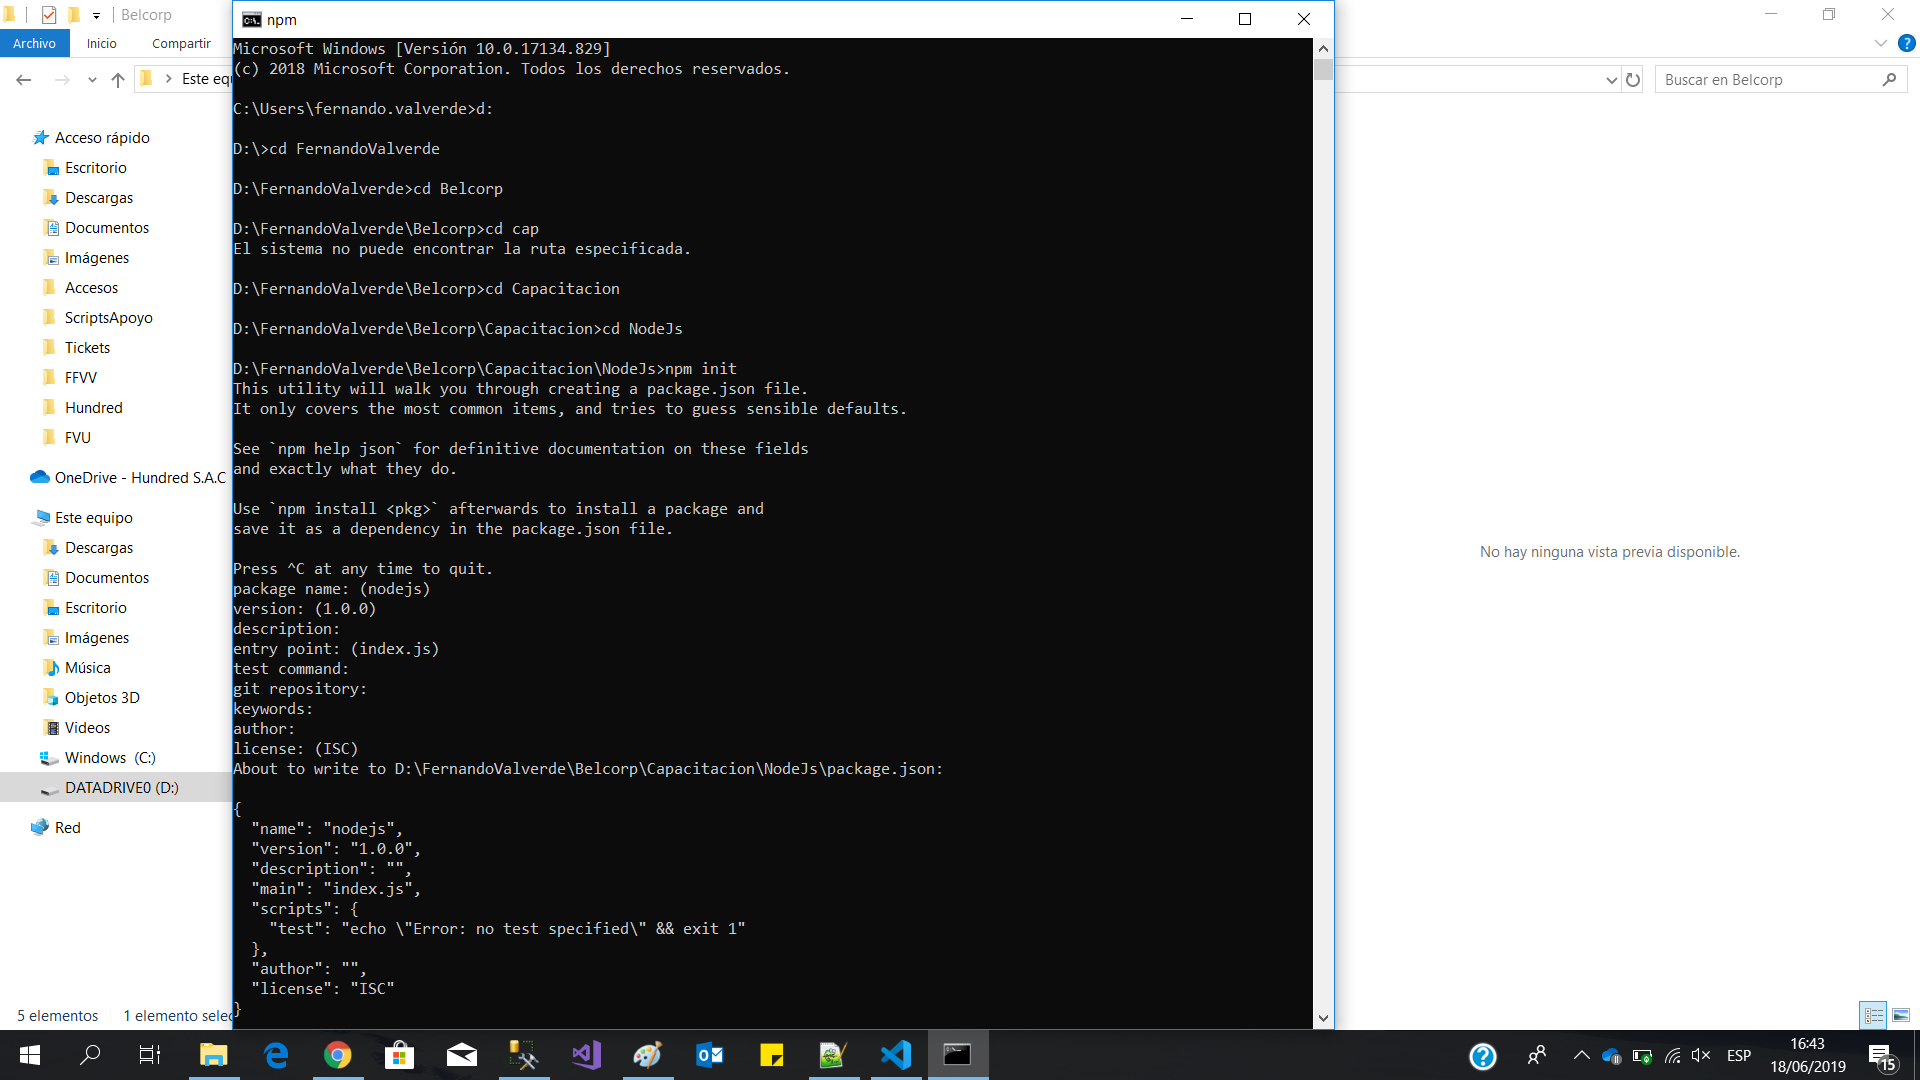 Belcorp
Archivo
Inicio
Compartir
Este equ
Buscar en Belcorp
Acceso rápido
Escritorio
Descargas
Documentos
Imágenes
Accesos
ScriptsApoyo
Tickets
FFVV
Hundred
FVU
OneDrive - Hundred S.A.C
Este equipo
Descargas
Documentos
Escritorio
Imágenes
Música
Objetos 3D
Videos
Windows (C:)
DATADRIVE0 (D:)
Red
5 elementos
1 elemento selec
npm
Microsoft Windows [Versión 10.0.17134.829]
(c) 2018 Microsoft Corporation. Todos los derechos reservados.
C:\Users\fernando.valverde>d:
D:\>cd FernandoValverde
D:\FernandoValverde>cd Belcorp
D:\FernandoValverde\Belcorp>cd cap
El sistema no puede encontrar la ruta especificada.
D:\FernandoValverde\Belcorp>cd Capacitacion
D:\FernandoValverde\Belcorp\Capacitacion>cd NodeJs
D:\FernandoValverde\Belcorp\Capacitacion\NodeJs>npm init
This utility will walk you through creating a package.json file.
It only covers the most common items, and tries to guess sensible defaults.
See `npm help json` for definitive documentation on these fields
and exactly what they do.
Use `npm install <pkg>` afterwards to install a package and
save it as a dependency in the package.json file.
Press ^C at any time to quit.
package name: (nodejs)
version: (1.0.0)
description:
entry point: (index.js)
test command:
git repository:
keywords:
author:
license: (ISC)
About to write to D:\FernandoValverde\Belcorp\Capacitacion\NodeJs\package.json:
{
  "name": "nodejs",
  "version": "1.0.0",
  "description": "",
  "main": "index.js",
  "scripts": {
    "test": "echo \"Error: no test specified\" && exit 1"
  },
  "author": "",
  "license": "ISC"
}
No hay ninguna vista previa disponible.
ESP
16:43
18/06/2019
15